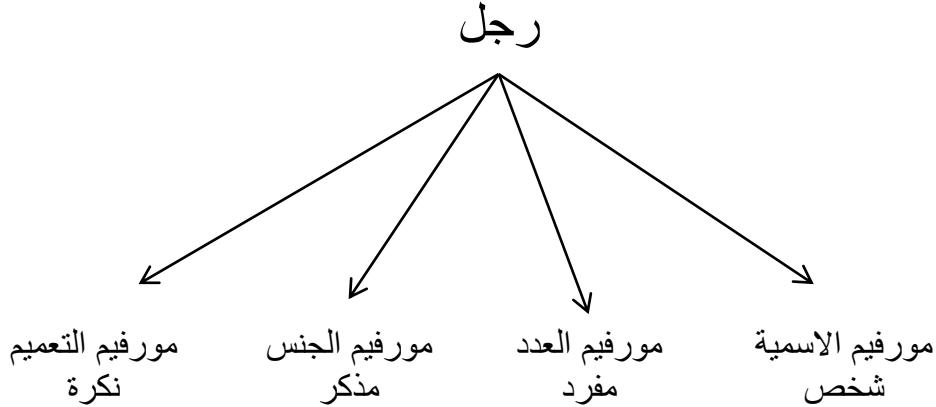 رجل
مورفيم الاسمية
شخص
مورفيم العدد
مفرد
مورفيم الجنس
مذكر
مورفيم التعميم
نكرة